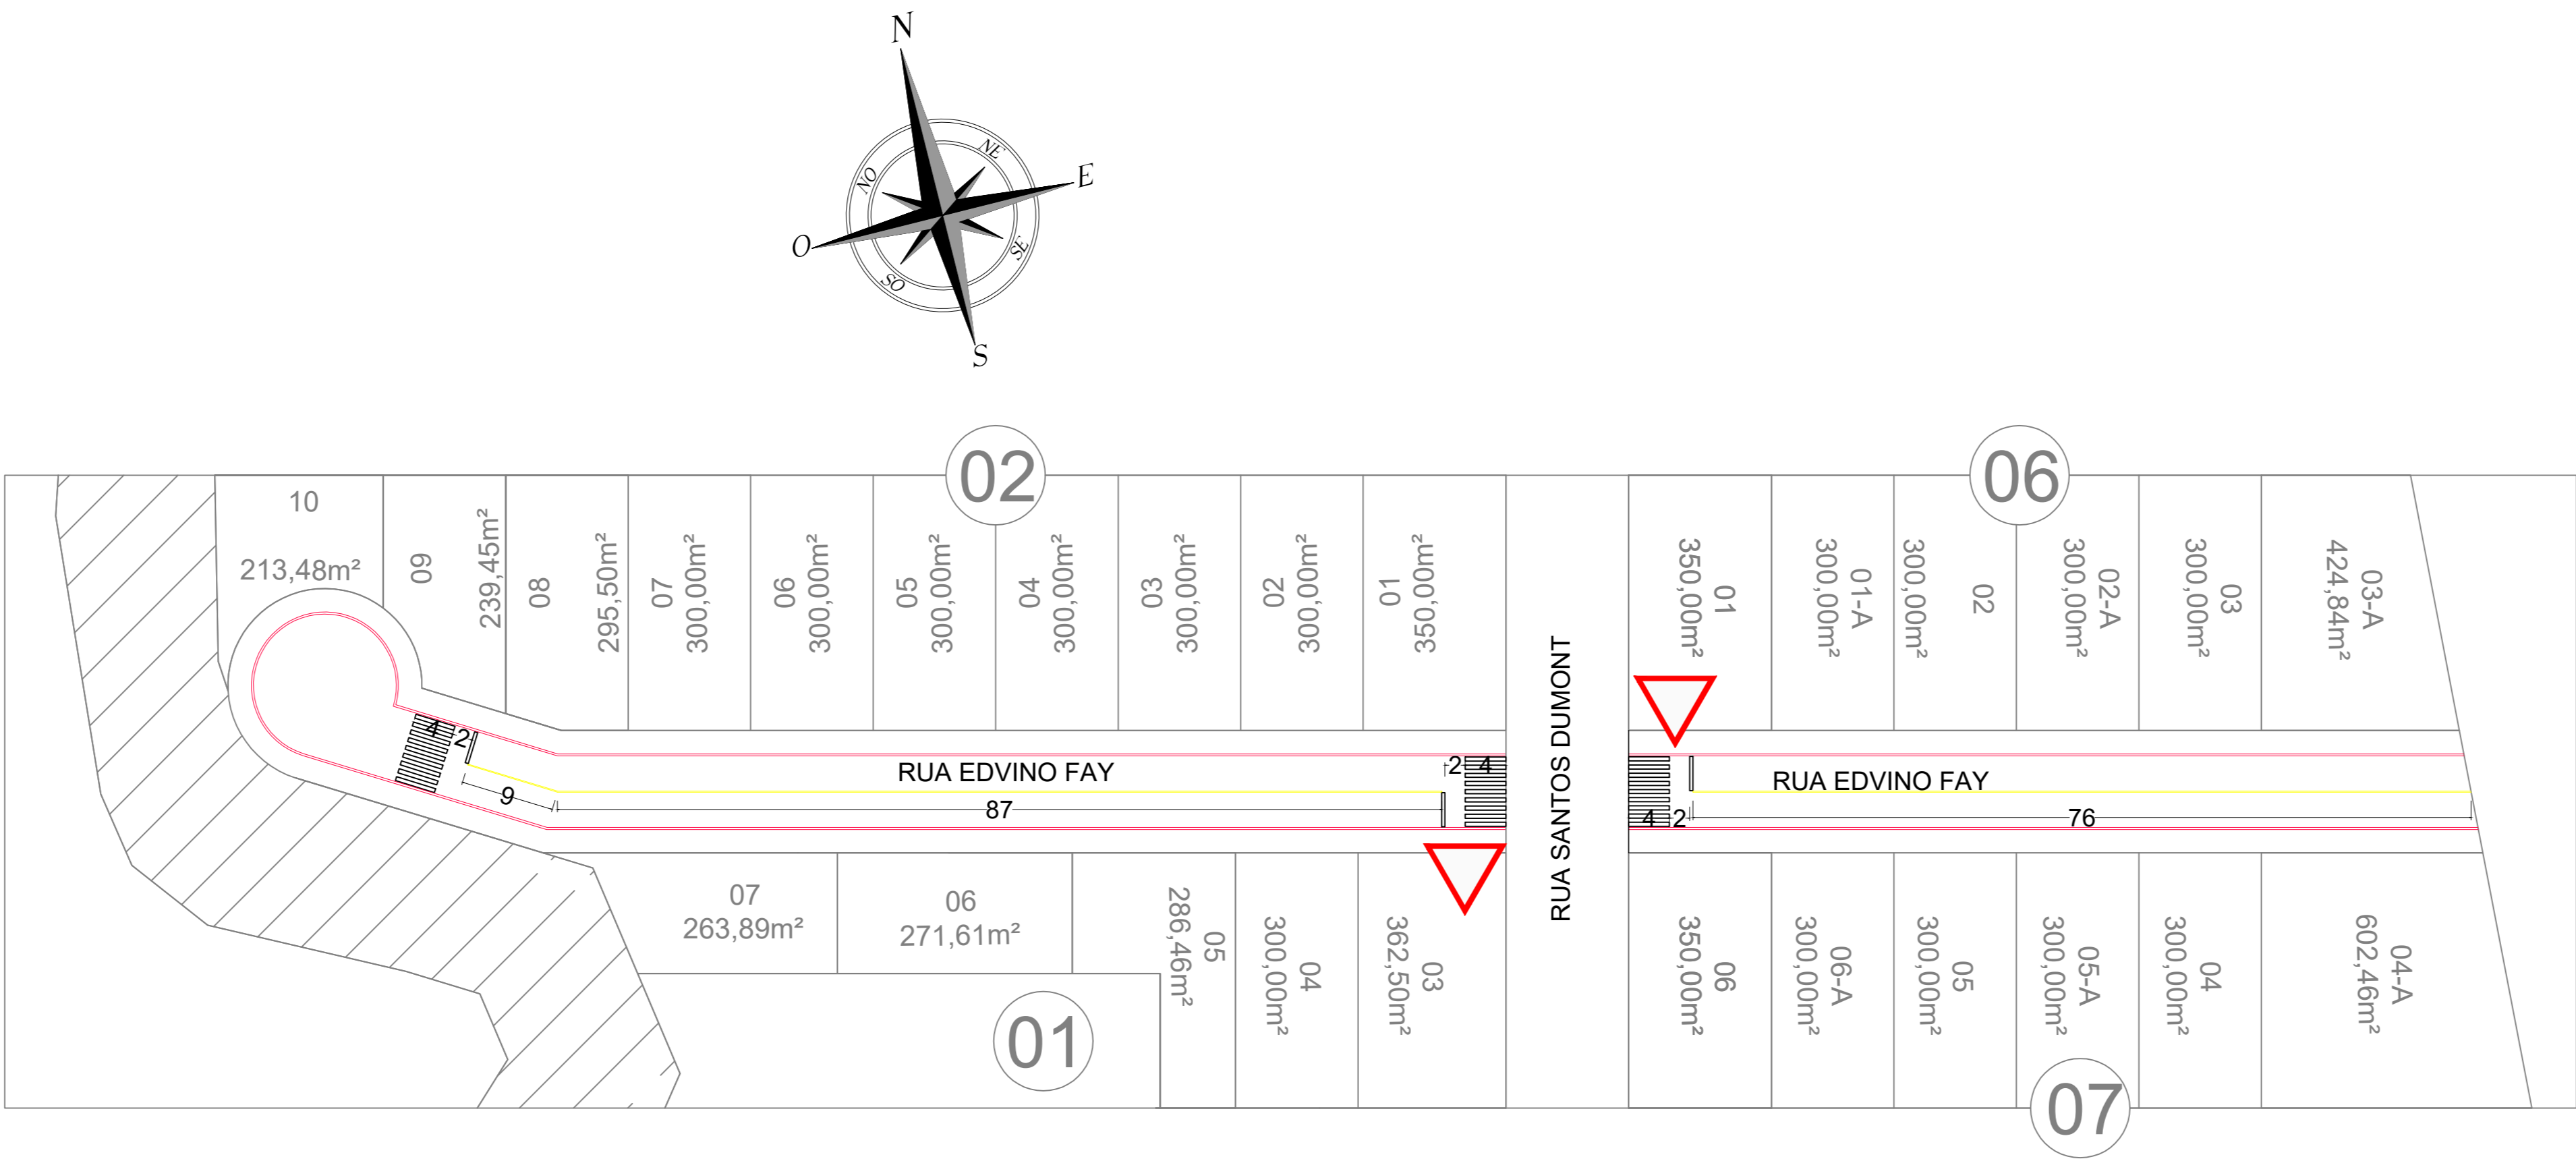 N
NE
E
SE
S
SO
O
NO
02
06
10
213,48m²
09
239,45m²
08
295,50m²
07
300,00m²
06
300,00m²
05
300,00m²
04
300,00m²
03
300,00m²
02
300,00m²
01
350,00m²
01
350,00m²
01-A
300,00m²
02
300,00m²
02-A
300,00m²
03
300,00m²
03-A
424,84m²
RUA SANTOS DUMONT
4
2
9
RUA EDVINO FAY
87
2
4
4
2
RUA EDVINO FAY
76
07
263,89m²
06
271,61m²
05
286,46m²
04
300,00m²
03
362,50m²
06
350,00m²
06-A
300,00m²
05
300,00m²
05-A
300,00m²
04
300,00m²
04-A
602,46m²
01
07